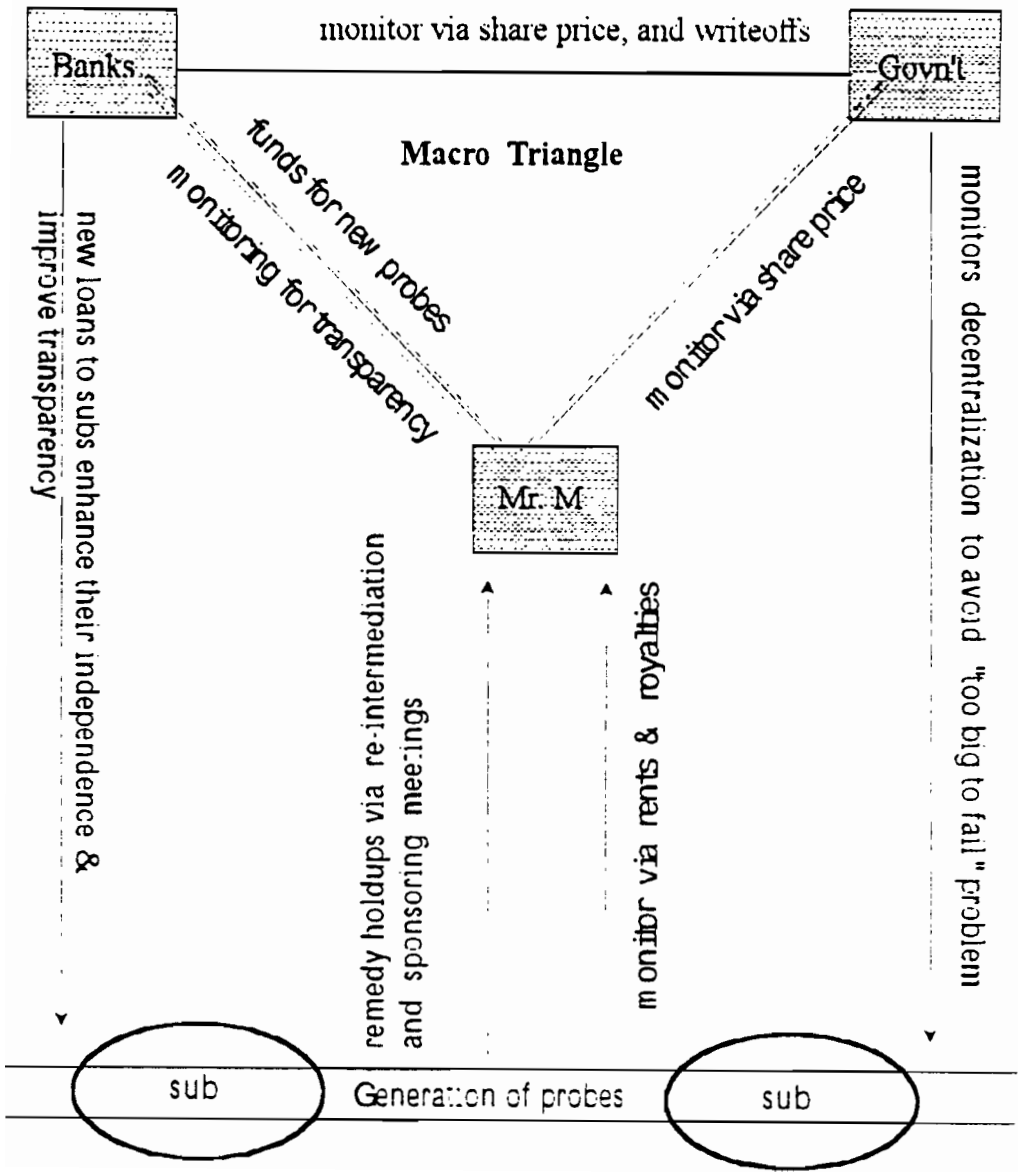 monitor via share price, and writeoffs
Banks
Govn't
Macro Triangle
funds for new probes
monitoring for transparency
monitor via share price
new loans to subs enhance their independence &
improve transparency
monitors decentralization to avoid "too big to fail" problem
Mr. M
remedy holdups via re-intermediation
and sponsoring meetings
monitor via rents & royalties
sub
Generation of probes
sub